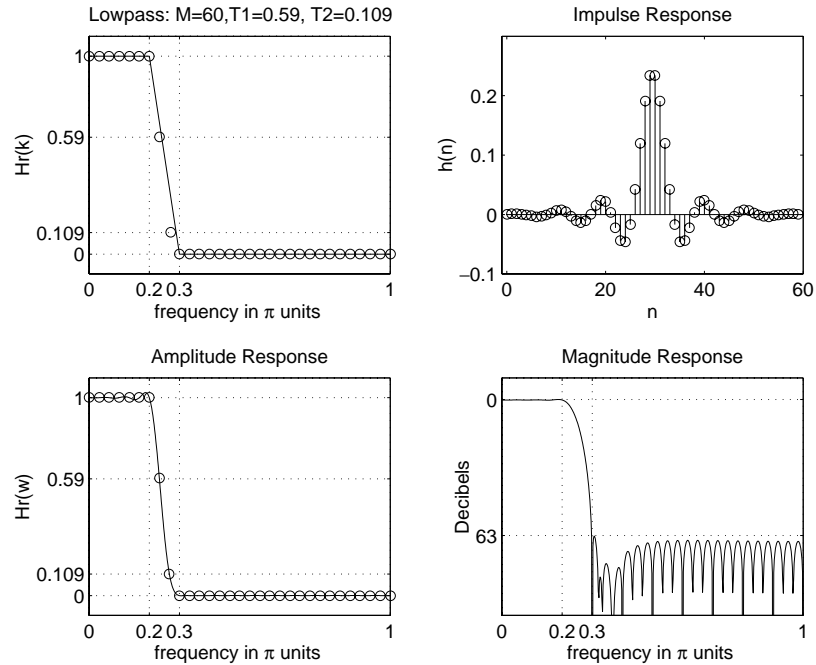 Lowpass: M=60,T1=0.59, T2=0.109
1
0.59
0.109
0
Hr(k)
0
0.2
0.3
1
frequency in π units
Impulse Response
0.2
0.1
0
−0.1
h(n)
0
20
40
60
n
Amplitude Response
1
0.59
0.109
0
Hr(w)
0
0.2
0.3
1
frequency in π units
Magnitude Response
0
63
Decibels
0
0.2
0.3
1
frequency in π units